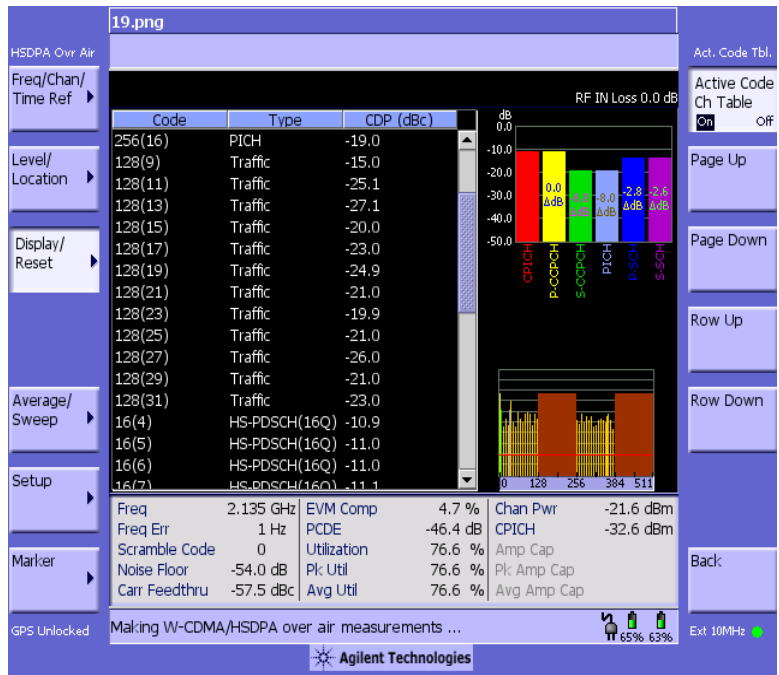 19.png
HSDPA Ovr Air
Act. Code Tbl.
Freq/Chan/
Time Ref
Level/
Location
Display/
Reset
Average/
Sweep
Setup
Marker
GPS Unlocked
RF IN Loss 0.0 dB
Code Type CDP (dBc)
256(16) PICH -19.0
128(9) Traffic -15.0
128(11) Traffic -25.1
128(13) Traffic -27.1
128(15) Traffic -20.0
128(17) Traffic -23.0
128(19) Traffic -24.9
128(21) Traffic -21.0
128(23) Traffic -19.9
128(25) Traffic -21.0
128(27) Traffic -26.0
128(29) Traffic -21.0
128(31) Traffic -23.0
16(4) HS-PDSCH(16Q) -10.9
16(5) HS-PDSCH(16Q) -11.0
16(6) HS-PDSCH(16Q) -11.0
16(7) HS-PDSCH(16Q) -11.1
dB
0.0
-10.0
-20.0
-30.0
-40.0
-50.0
0.0 -8.0 -2.8 -2.6
ΔdB ΔdB ΔdB ΔdB
CPICH P-CCPCH S-CCPCH PICH P-SCH S-SCH
0 128 256 384 511
Freq 2.135 GHz EVM Comp 4.7 % Chan Pwr -21.6 dBm
Freq Err 1 Hz PCDE -46.4 dB CPICH -32.6 dBm
Scramble Code 0 Utilization 76.6 % Amp Cap
Noise Floor -54.0 dB Pk Util 76.6 % Pk Amp Cap
Carr Feedthru -57.5 dBc Avg Util 76.6 % Avg Amp Cap
Making W-CDMA/HSDPA over air measurements ...
65% 63%
Agilent Technologies
Active Code
Ch Table
On Off
Page Up
Page Down
Row Up
Row Down
Back
Ext 10MHz